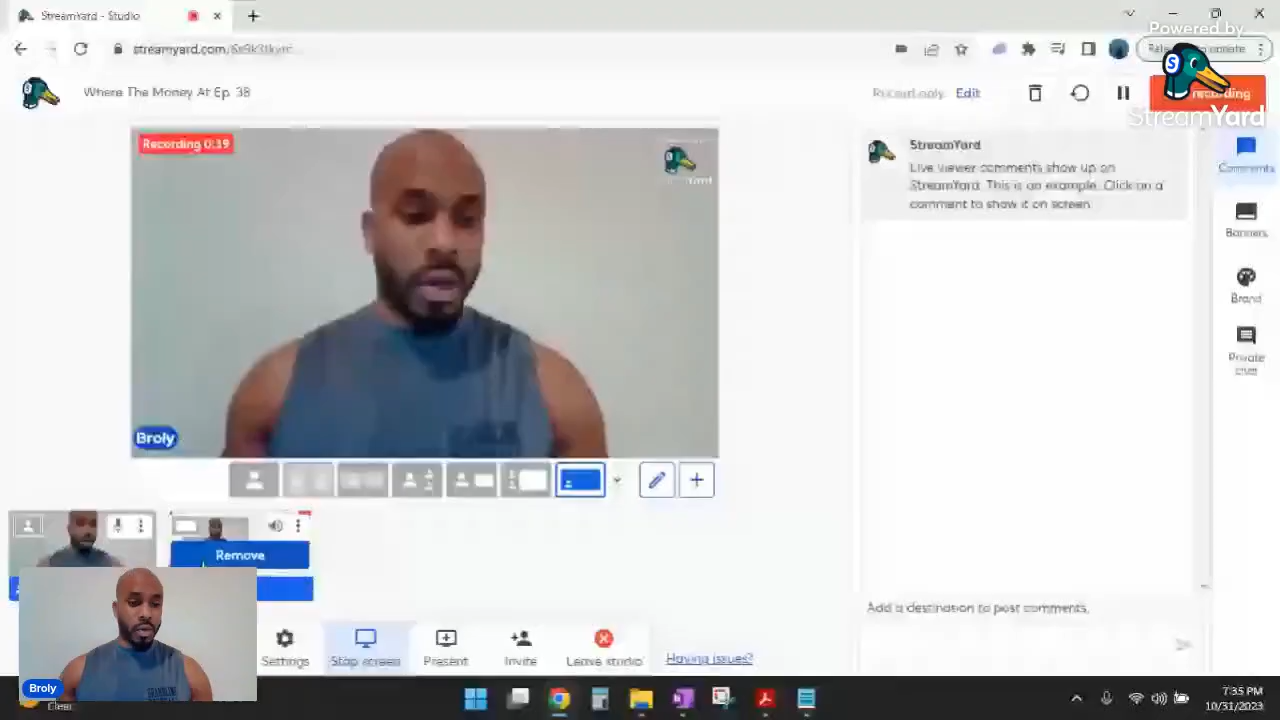 StreamYard - Studio
streamyard.com
Powered by
StreamYard
Where The Money At Ep. 38
Record only
Edit
recording
Recording 0:39
StreamYard
Live viewer comments show up on
StreamYard. This is an example. Click on a
comment to show it on screen.
Comments
Banners
Brand
Private
Broly
Remove
Add a destination to post comments.
Settings
Stop screen
Present
Invite
Leave studio
Having issues?
Broly
Clear
7:35 PM
10/31/2023